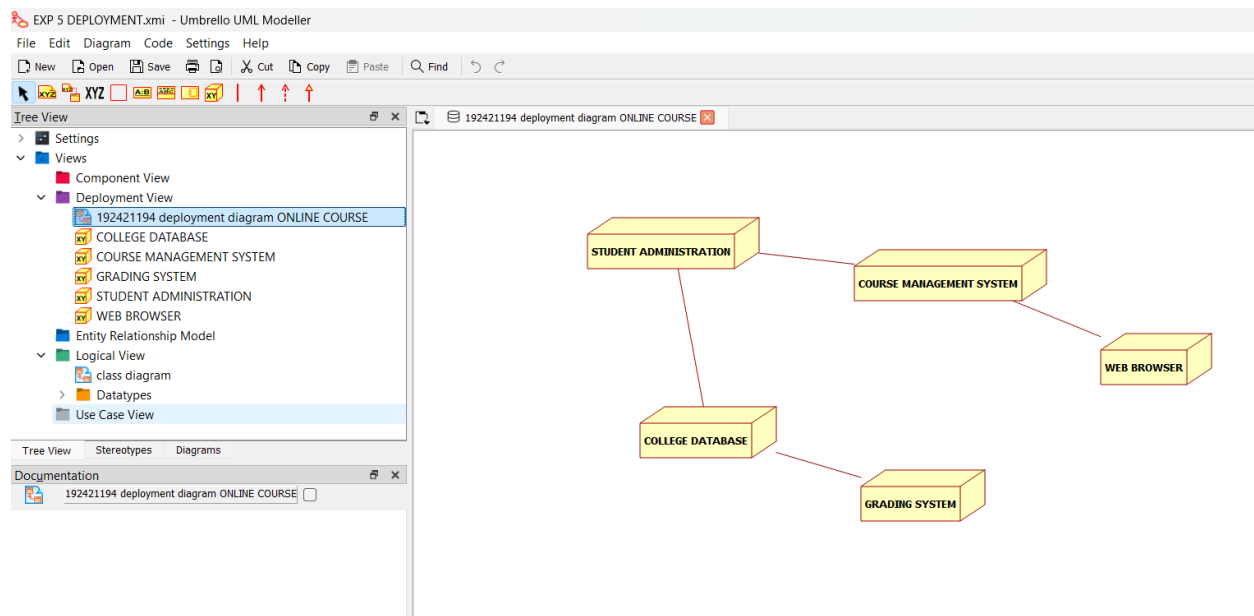 EXP 5 DEPLOYMENT.xmi - Umbrello UML Modeller
File Edit Diagram Code Settings Help
New Open Save Cut Copy Paste Find
XYZ XYZ A:B
Tree View
192421194 deployment diagram ONLINE COURSE
Settings
Views
Component View
Deployment View
192421194 deployment diagram ONLINE COURSE
COLLEGE DATABASE
COURSE MANAGEMENT SYSTEM
GRADING SYSTEM
STUDENT ADMINISTRATION
WEB BROWSER
Entity Relationship Model
Logical View
class diagram
Datatypes
Use Case View
Tree View Stereotypes Diagrams
Documentation
192421194 deployment diagram ONLINE COURSE
STUDENT ADMINISTRATION
COURSE MANAGEMENT SYSTEM
WEB BROWSER
COLLEGE DATABASE
GRADING SYSTEM